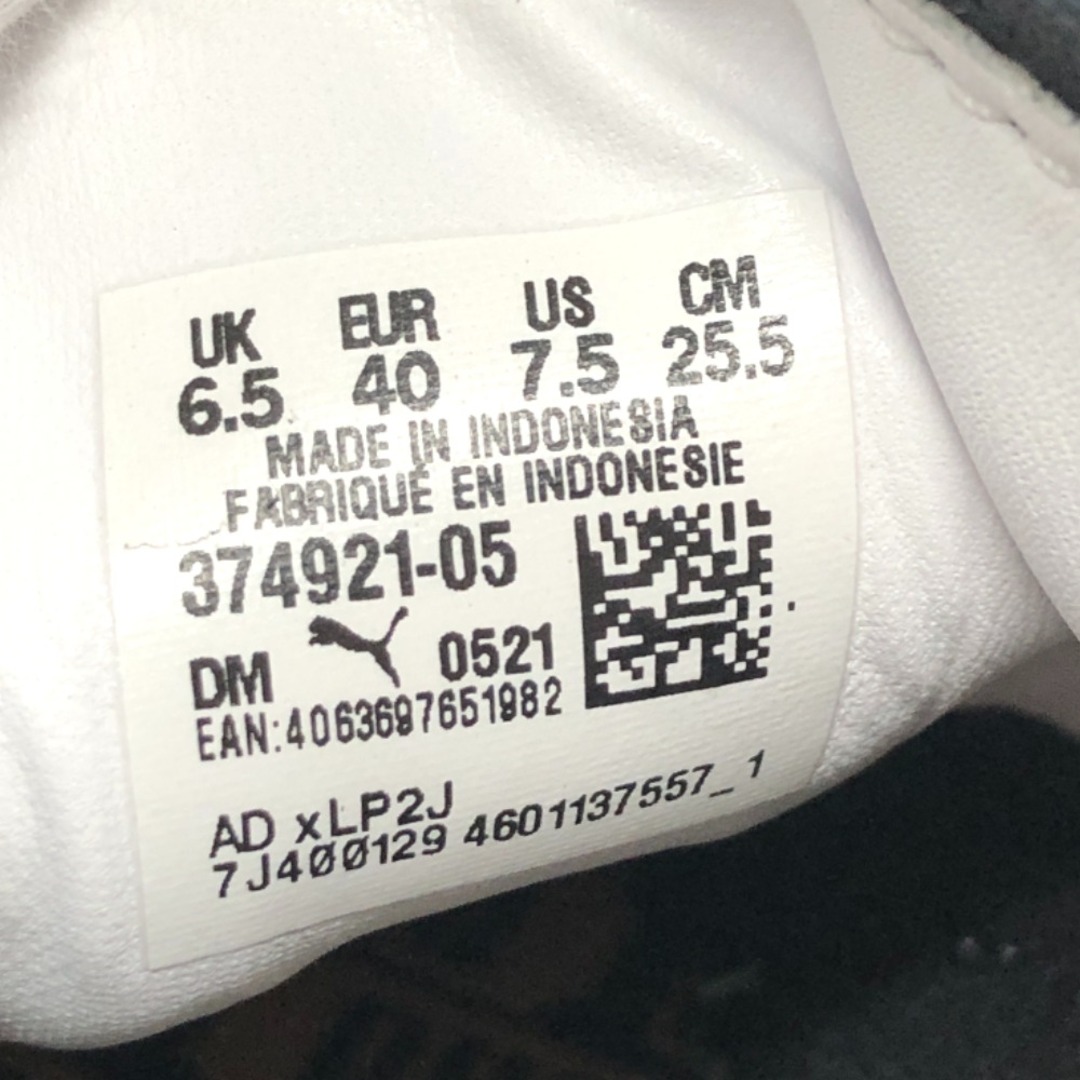 UK EUR US CM
6.5 40 7.5 25.5
MADE IN INDONESIA
FABRIQUÉ EN INDONESIE
374921-05
DM 0521
EAN:4063697651982
AD xLP2J
7J400129 4601137557_1